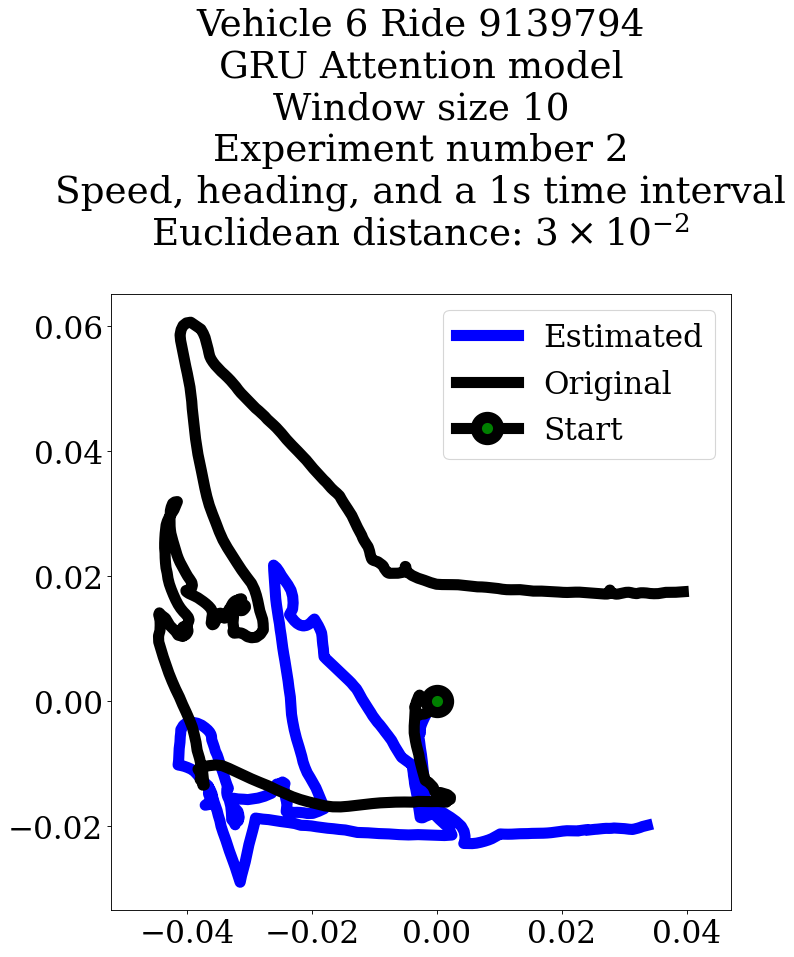 Vehicle 6 Ride 9139794
GRU Attention model
Window size 10
Experiment number 2
Speed, heading, and a 1s time interval
Euclidean distance: 3 × 10⁻²
Estimated
Original
Start
0.06
0.04
0.02
0.00
−0.02
−0.04 −0.02 0.00 0.02 0.04